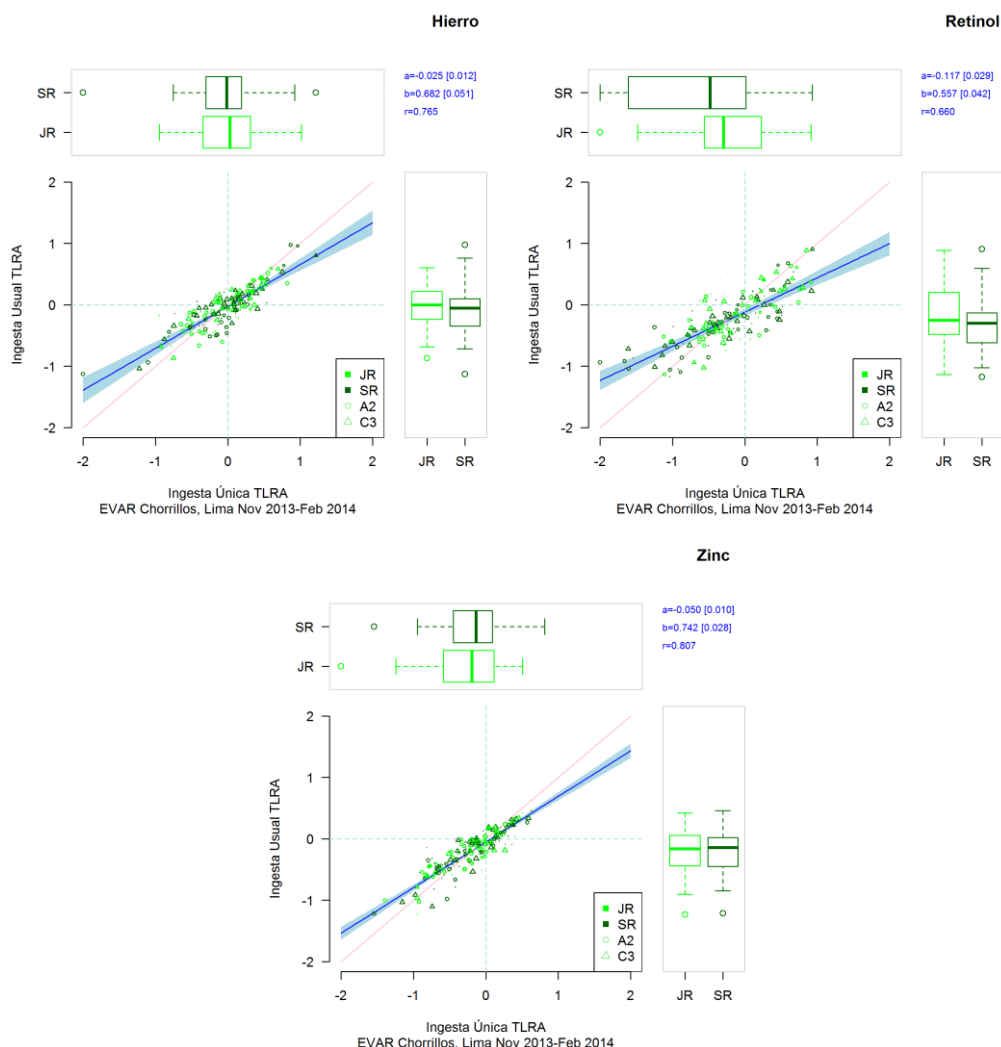 Hierro
a=-0.025 [0.012]
b=0.682 [0.051]
r=0.765
SR
JR
2
1
0
-1
-2
Ingesta Usual TLRA
JR
SR
A2
C3
-2 -1 0 1 2
JR SR
Ingesta Única TLRA
EVAR Chorrillos, Lima Nov 2013-Feb 2014
Retinol
a=-0.117 [0.029]
b=0.557 [0.042]
r=0.660
SR
JR
2
1
0
-1
-2
Ingesta Usual TLRA
JR
SR
A2
C3
-2 -1 0 1 2
JR SR
Ingesta Única TLRA
EVAR Chorrillos, Lima Nov 2013-Feb 2014
Zinc
a=-0.050 [0.010]
b=0.742 [0.028]
r=0.807
SR
JR
2
1
0
-1
-2
Ingesta Usual TLRA
JR
SR
A2
C3
-2 -1 0 1 2
JR SR
Ingesta Única TLRA
EVAR Chorrillos, Lima Nov 2013-Feb 2014